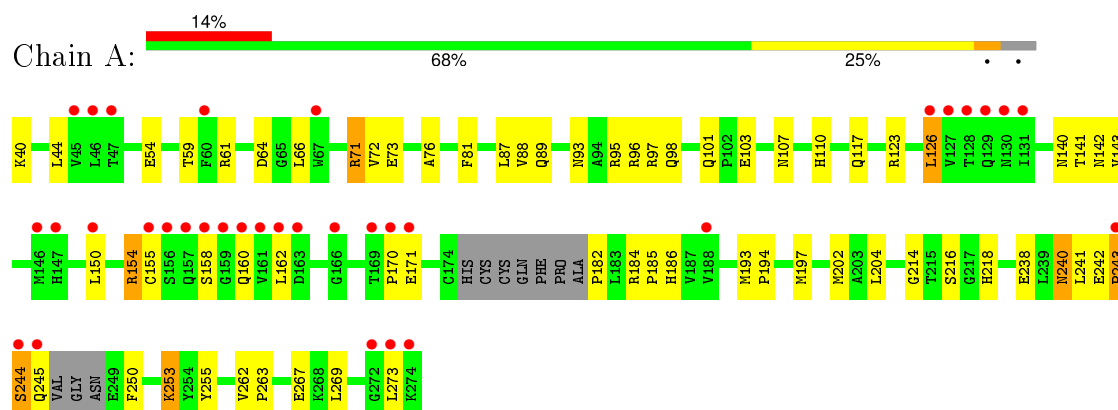 14%
Chain A:
68% 25% • •
K40 L44 V45 L46 T47 E54 T59 F60 R61 D64 G65 L66 W67 R71 V72 E73 A76 F81 L87 V88 Q89 N93 A94 R95 R96 R97 Q98 Q101 P102 E103 N107 H110 Q117 R123 L126 V127 T128 Q129 N130 I131 N140 T141 N142 V143
M146 H147 L150 R154 C155 S156 Q157 S158 G159 Q160 V161 L162 D163 G166 T169 P170 E171 C174 HIS CYS CYS GLN PHE PRO ALA P182 L183 R184 P185 H186 V187 V188 M193 P194 M197 M202 A203 L204 G214 T215 S216 G217 H218 E238 L239 N240 L241 E242 P243
S244 Q245 VAL GLY ASN E249 F250 K253 Y254 Y255 V262 P263 E267 K268 L269 G272 L273 K274